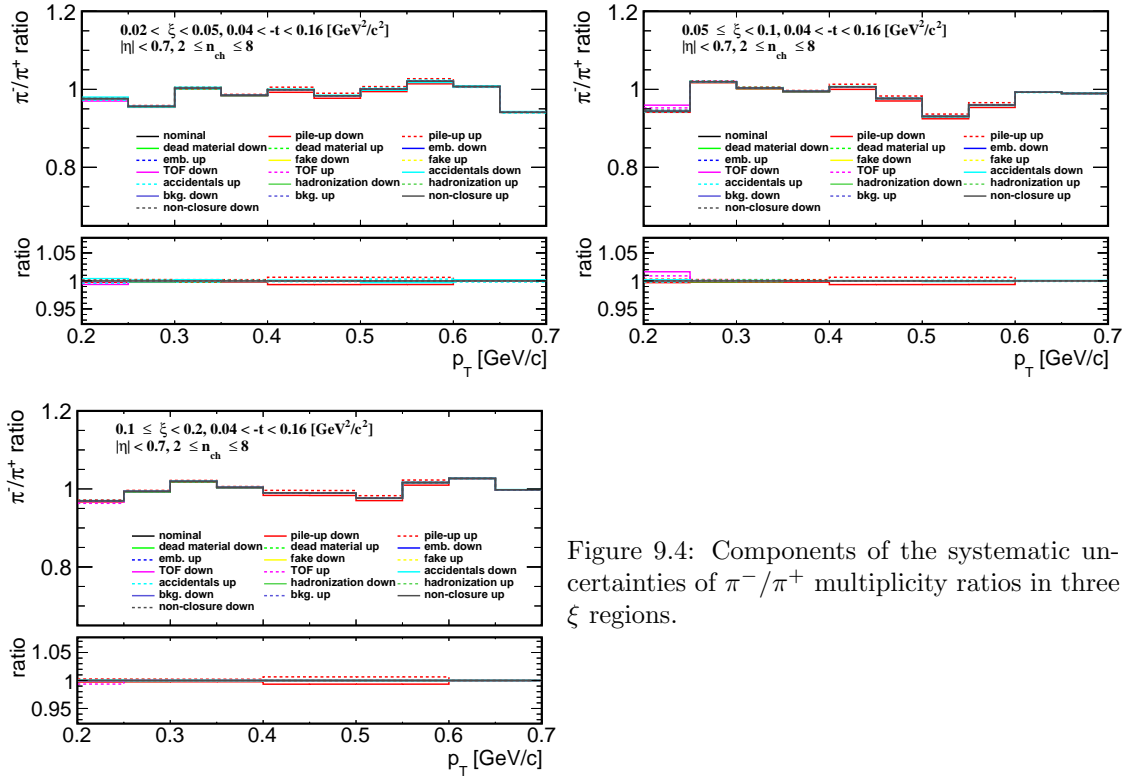 0.02 < ξ < 0.05, 0.04 < -t < 0.16 [GeV²/c²]
|η| < 0.7, 2 ≤ n_ch ≤ 8
π⁻/π⁺ ratio
1.2
1
0.8
nominal
pile-up down
pile-up up
dead material down
dead material up
emb. down
emb. up
fake down
fake up
TOF down
TOF up
accidentals down
accidentals up
hadronization down
hadronization up
bkg. down
bkg. up
non-closure up
non-closure down
ratio
1.05
1
0.95
0.2 0.3 0.4 0.5 0.6 0.7
p_T [GeV/c]
0.05 ≤ ξ < 0.1, 0.04 < -t < 0.16 [GeV²/c²]
|η| < 0.7, 2 ≤ n_ch ≤ 8
π⁻/π⁺ ratio
1.2
1
0.8
nominal
pile-up down
pile-up up
dead material down
dead material up
emb. down
emb. up
fake down
fake up
TOF down
TOF up
accidentals down
accidentals up
hadronization down
hadronization up
bkg. down
bkg. up
non-closure up
non-closure down
ratio
1.05
1
0.95
0.2 0.3 0.4 0.5 0.6 0.7
p_T [GeV/c]
0.1 ≤ ξ < 0.2, 0.04 < -t < 0.16 [GeV²/c²]
|η| < 0.7, 2 ≤ n_ch ≤ 8
π⁻/π⁺ ratio
1.2
1
0.8
nominal
pile-up down
pile-up up
dead material down
dead material up
emb. down
emb. up
fake down
fake up
TOF down
TOF up
accidentals down
accidentals up
hadronization down
hadronization up
bkg. down
bkg. up
non-closure up
non-closure down
ratio
1.05
1
0.95
0.2 0.3 0.4 0.5 0.6 0.7
p_T [GeV/c]
Figure 9.4: Components of the systematic un-
certainties of π⁻/π⁺ multiplicity ratios in three
ξ regions.